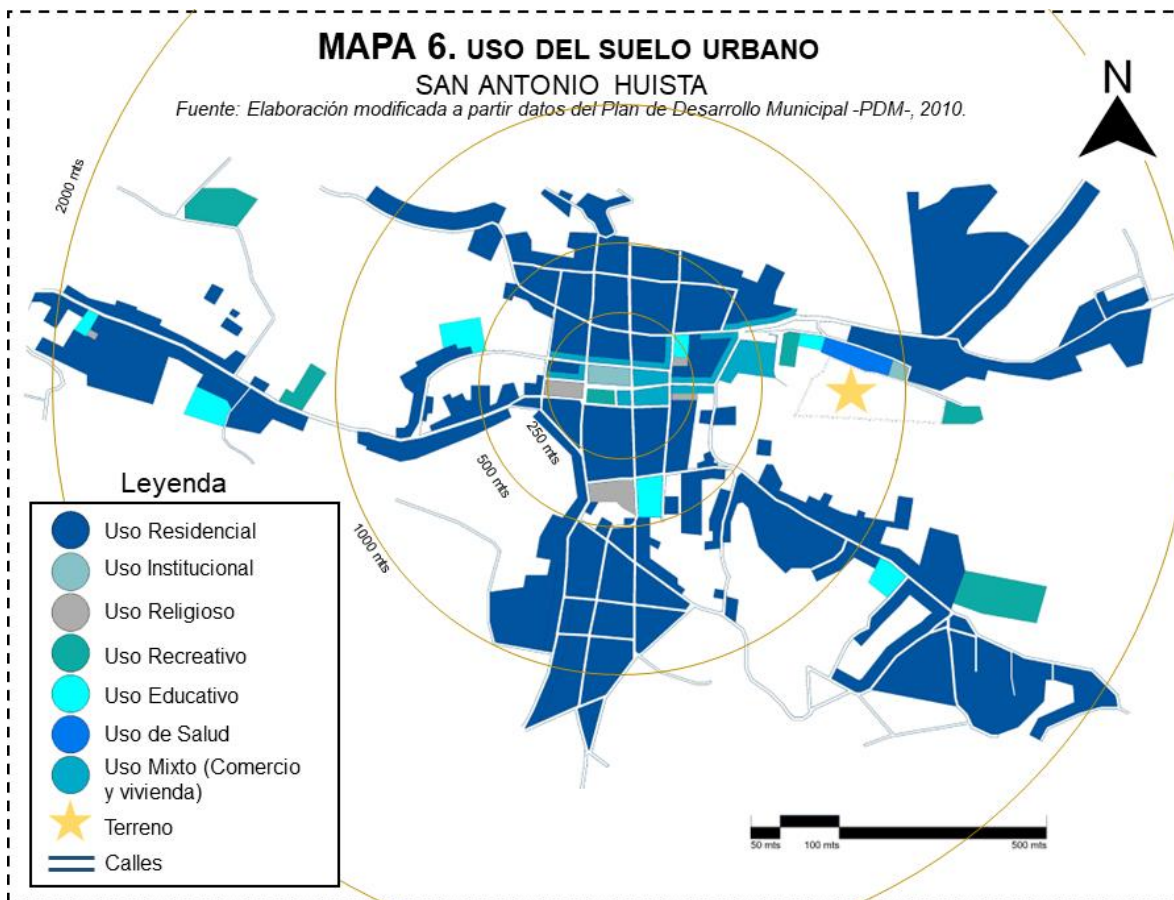 MAPA 6. USO DEL SUELO URBANO
SAN ANTONIO HUISTA
Fuente: Elaboración modificada a partir datos del Plan de Desarrollo Municipal -PDM-, 2010.
N
2000 mts
250 mts
500 mts
1000 mts
Leyenda
Uso Residencial
Uso Institucional
Uso Religioso
Uso Recreativo
Uso Educativo
Uso de Salud
Uso Mixto (Comercio
y vivienda)
Terreno
Calles
50 mts 100 mts 500 mts